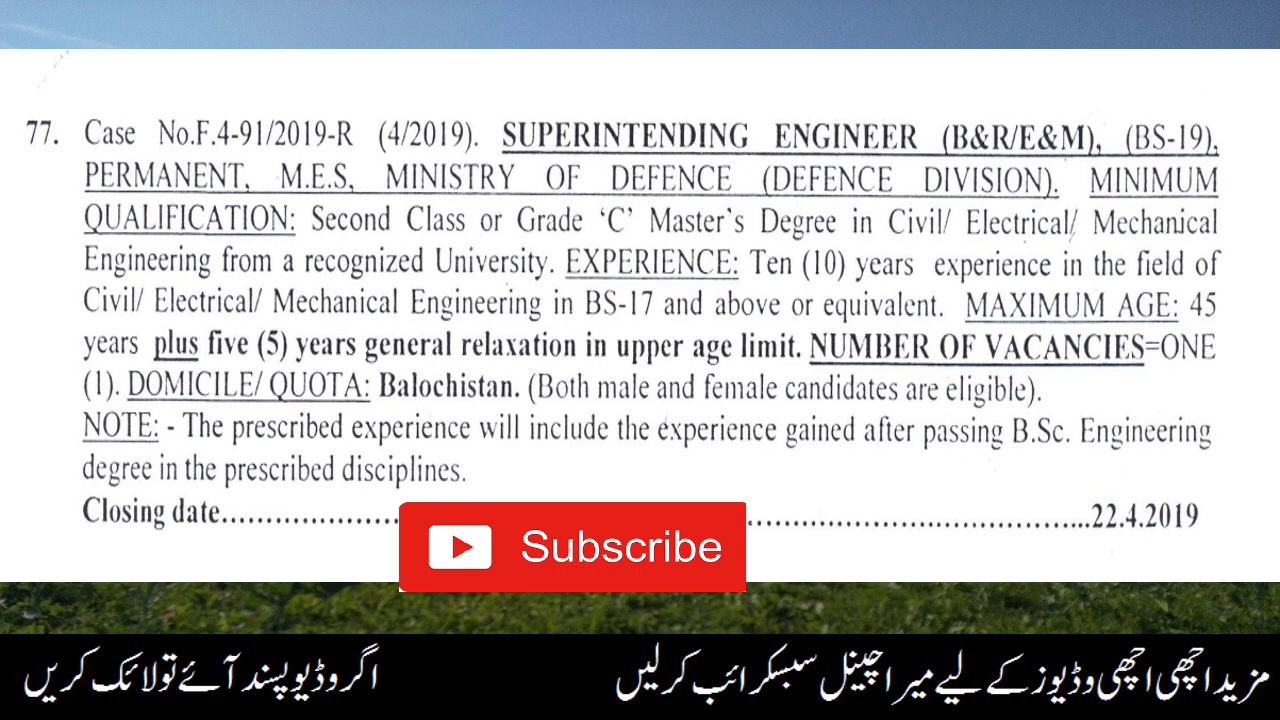 77. Case No.F.4-91/2019-R (4/2019). SUPERINTENDING ENGINEER (B&R/E&M), (BS-19),
PERMANENT, M.E.S, MINISTRY OF DEFENCE (DEFENCE DIVISION). MINIMUM
QUALIFICATION: Second Class or Grade ‘C’ Master’s Degree in Civil/ Electrical/ Mechanical
Engineering from a recognized University. EXPERIENCE: Ten (10) years experience in the field of
Civil/ Electrical/ Mechanical Engineering in BS-17 and above or equivalent. MAXIMUM AGE: 45
years plus five (5) years general relaxation in upper age limit. NUMBER OF VACANCIES=ONE
(1). DOMICILE/ QUOTA: Balochistan. (Both male and female candidates are eligible).
NOTE: - The prescribed experience will include the experience gained after passing B.Sc. Engineering
degree in the prescribed disciplines.
Closing date....................................................22.4.2019
Subscribe
مزید اچھی اچھی وڈیوز کے لیے میرا چینل سبسکرائب کرلیں
اگر وڈیو پسند آئے تو لائک کریں